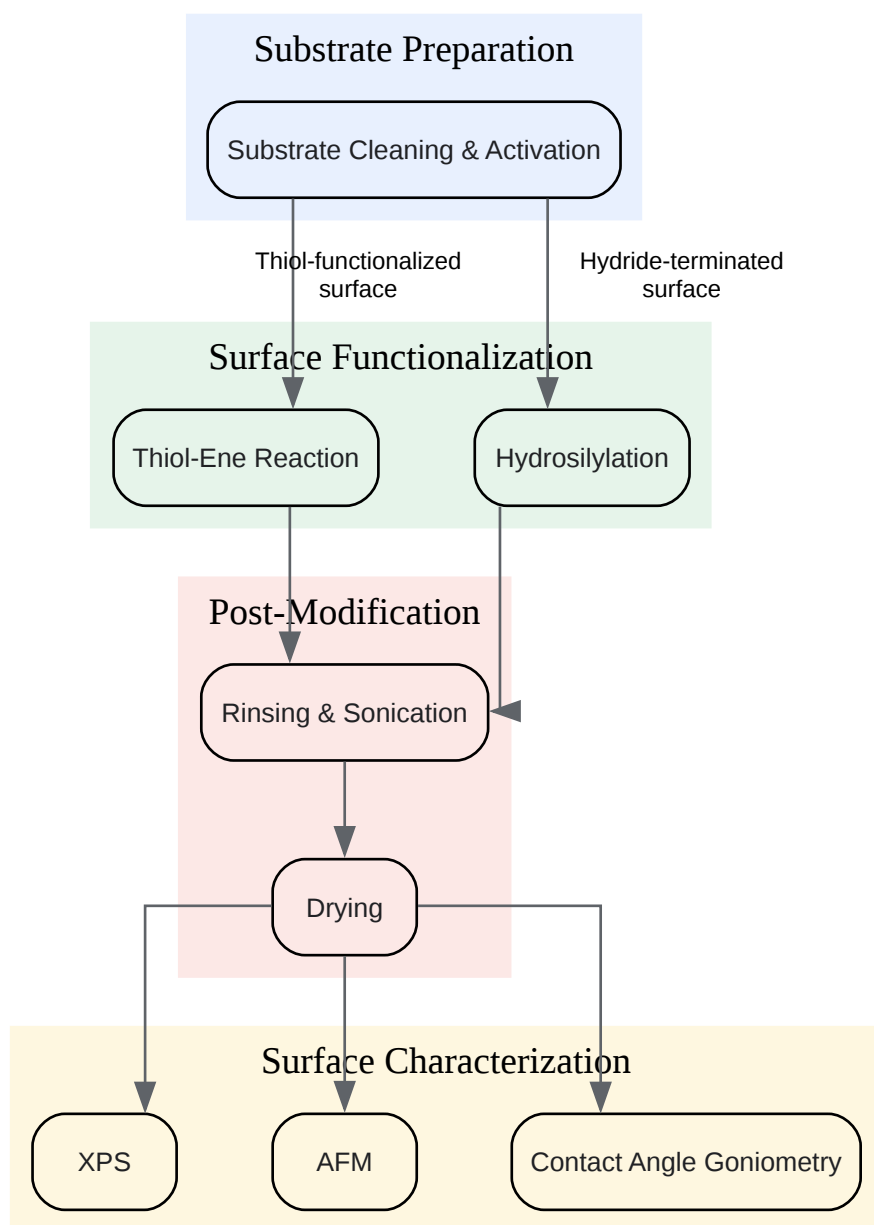 Substrate Preparation
Substrate Cleaning & Activation
Thiol-functionalized
surface
Hydride-terminated
surface
Surface Functionalization
Thiol-Ene Reaction
Hydrosilylation
Post-Modification
Rinsing & Sonication
Drying
Surface Characterization
XPS
AFM
Contact Angle Goniometry